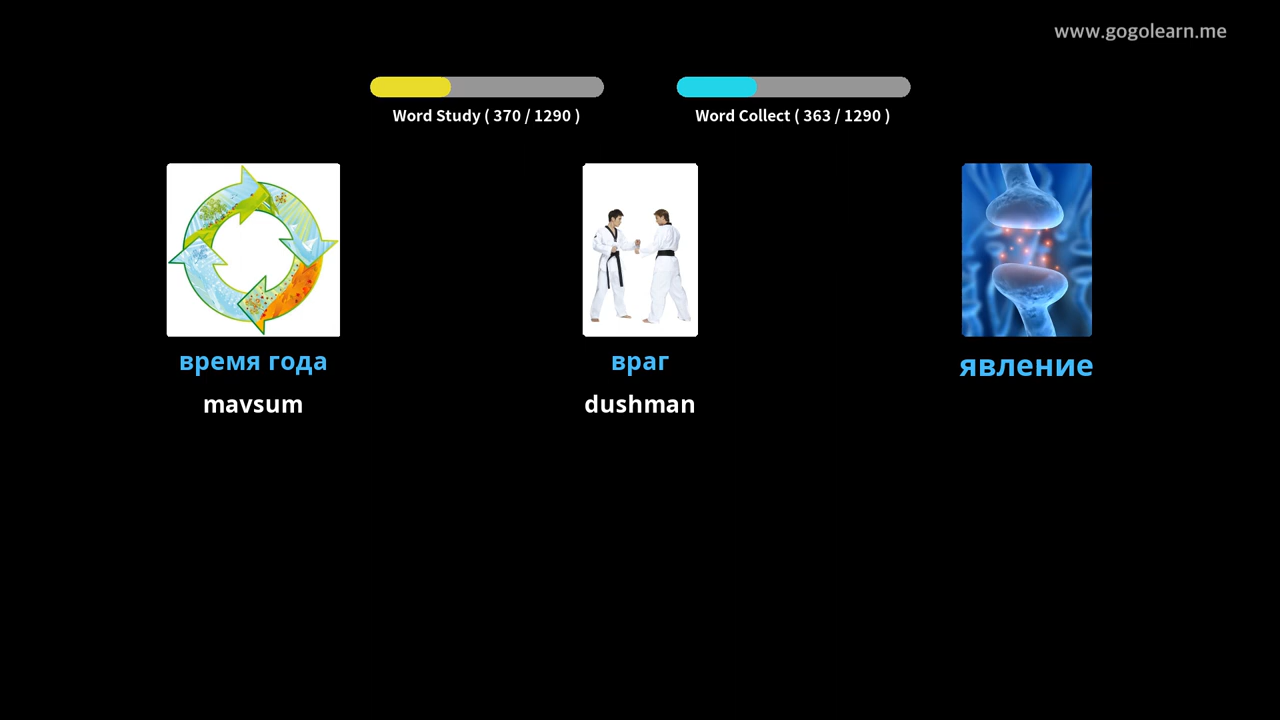 www.gogolearn.me
Word Study ( 370 / 1290 )
Word Collect ( 363 / 1290 )
время года
mavsum
враг
dushman
явление